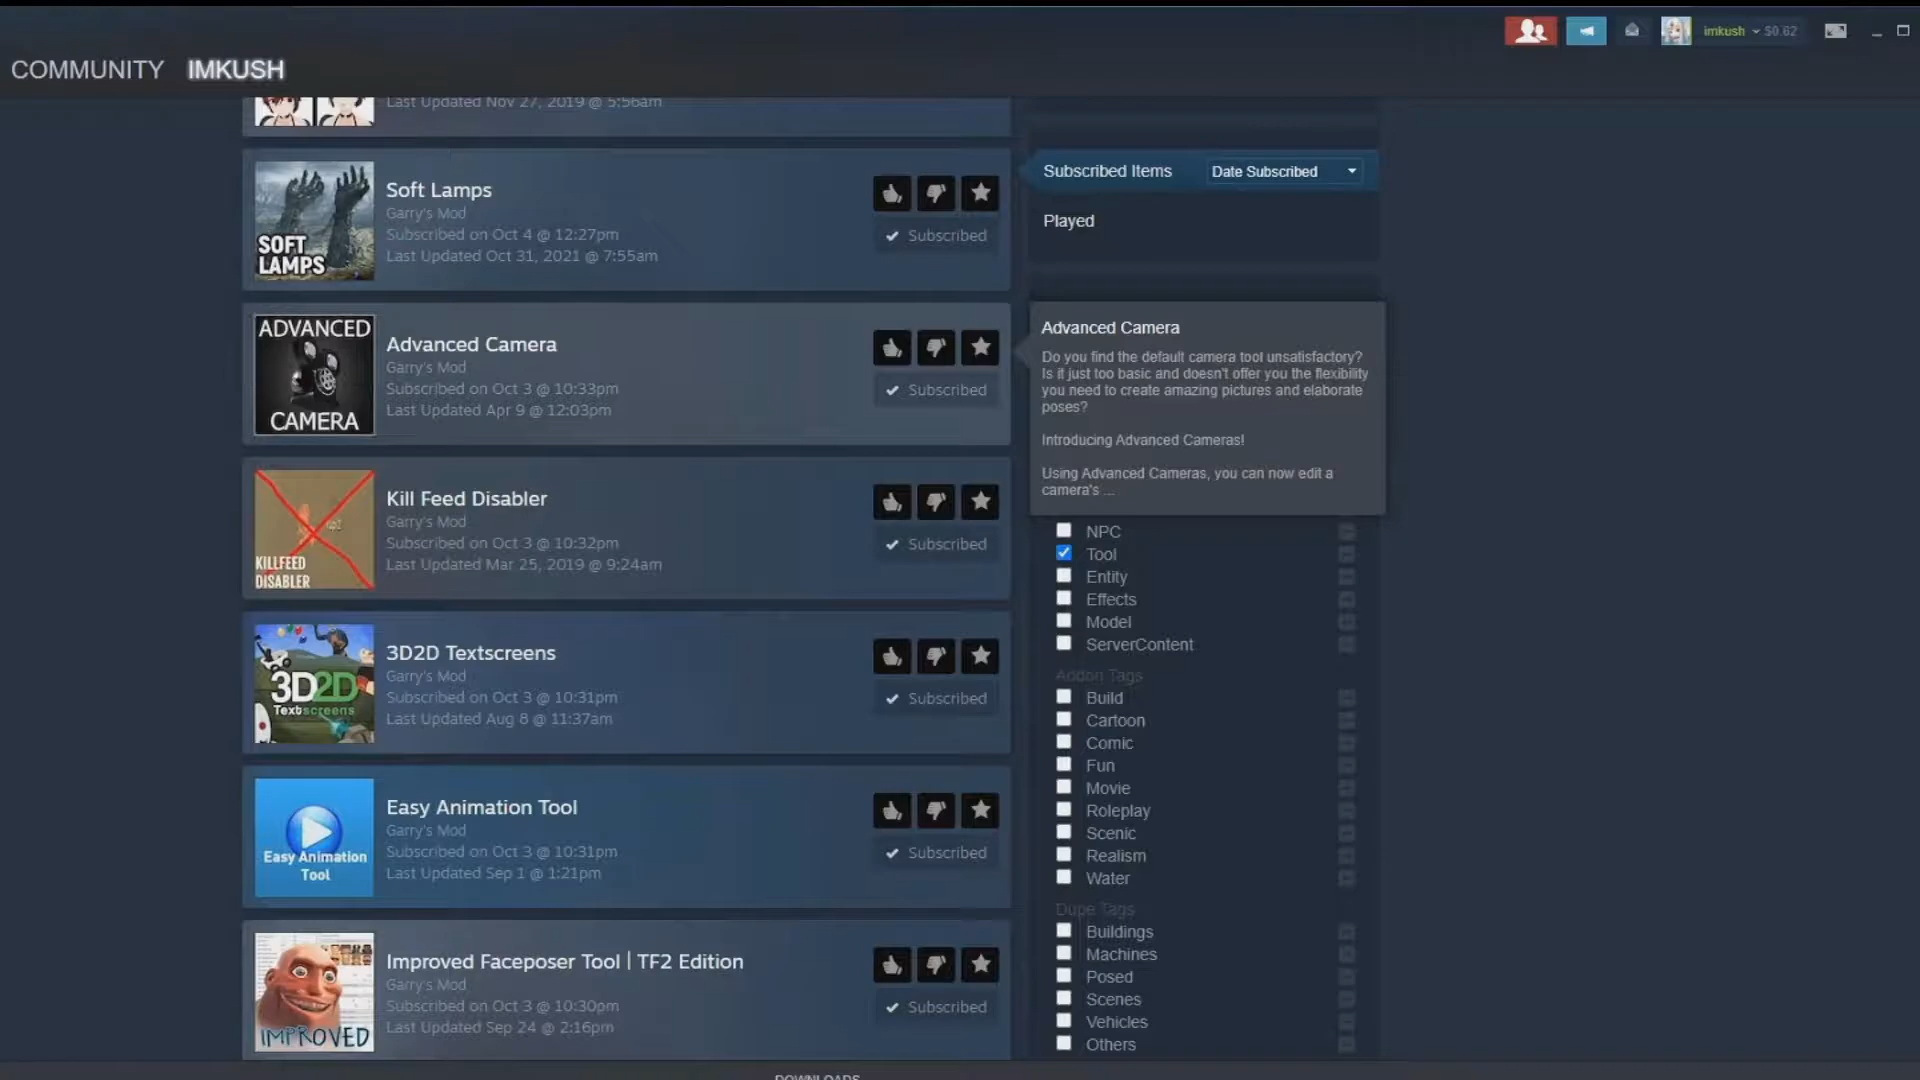 imkush
$0.62
COMMUNITY IMKUSH
Last Updated Nov 27, 2019 @ 5:56am
SOFT
LAMPS
Soft Lamps
Garry's Mod
Subscribed on Oct 4 @ 12:27pm
Last Updated Oct 31, 2021 @ 7:55am
Subscribed
ADVANCED
CAMERA
Advanced Camera
Garry's Mod
Subscribed on Oct 3 @ 10:33pm
Last Updated Apr 9 @ 12:03pm
Subscribed
KILLFEED
DISABLER
Kill Feed Disabler
Garry's Mod
Subscribed on Oct 3 @ 10:32pm
Last Updated Mar 25, 2019 @ 9:24am
Subscribed
3D2D
Textscreens
3D2D Textscreens
Garry's Mod
Subscribed on Oct 3 @ 10:31pm
Last Updated Aug 8 @ 11:37am
Subscribed
Easy Animation
Tool
Easy Animation Tool
Garry's Mod
Subscribed on Oct 3 @ 10:31pm
Last Updated Sep 1 @ 1:21pm
Subscribed
IMPROVED
Improved Faceposer Tool | TF2 Edition
Garry's Mod
Subscribed on Oct 3 @ 10:30pm
Last Updated Sep 24 @ 2:16pm
Subscribed
Subscribed Items Date Subscribed
Played
Advanced Camera
Do you find the default camera tool unsatisfactory?
Is it just too basic and doesn't offer you the flexibility
you need to create amazing pictures and elaborate
poses?
Introducing Advanced Cameras!
Using Advanced Cameras, you can now edit a
camera's ...
NPC
Tool
Entity
Effects
Model
ServerContent
Addon Tags
Build
Cartoon
Comic
Fun
Movie
Roleplay
Scenic
Realism
Water
Dupe Tags
Buildings
Machines
Posed
Scenes
Vehicles
Others
DOWNLOADS